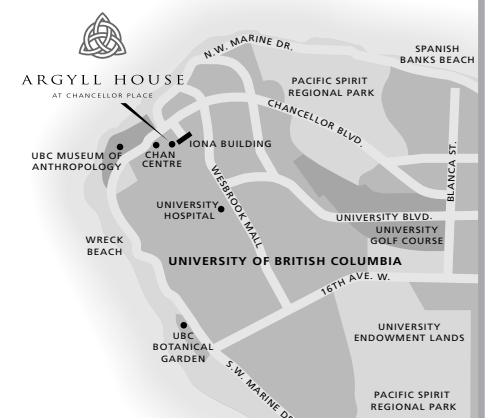 N.W. MARINE DR.
SPANISH
BANKS BEACH
ARGYLL HOUSE
AT CHANCELLOR PLACE
PACIFIC SPIRIT
REGIONAL PARK
CHANCELLOR BLVD.
IONA BUILDING
CHAN
CENTRE
UBC MUSEUM OF
ANTHROPOLOGY
BLANCA ST.
WESBROOK MALL
UNIVERSITY
HOSPITAL
UNIVERSITY BLVD.
UNIVERSITY
GOLF COURSE
WRECK
BEACH
UNIVERSITY OF BRITISH COLUMBIA
16TH AVE. W.
UBC
BOTANICAL
GARDEN
UNIVERSITY
ENDOWMENT LANDS
S.W. MARINE DR
PACIFIC SPIRIT
REGIONAL PARK